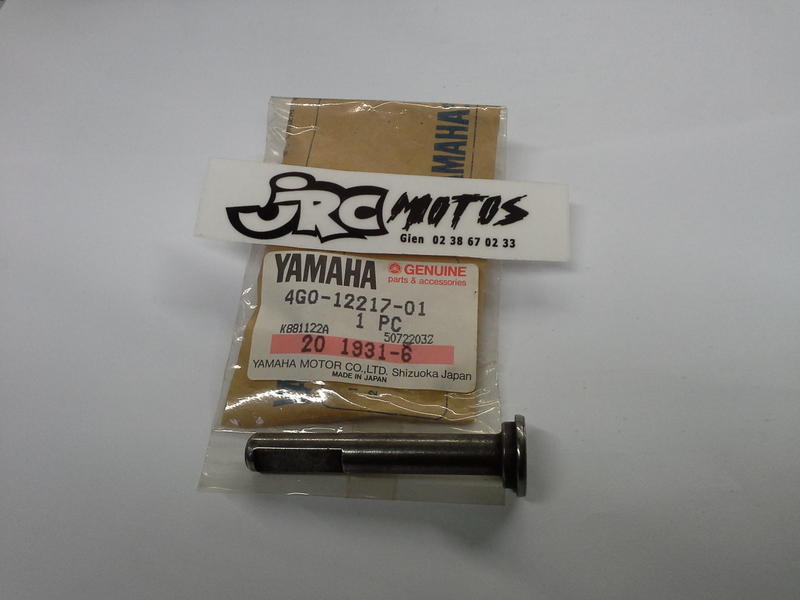 YAMAHA
JRC MOTOS
Gien 02 38 67 02 33
YAMAHA GENUINE
parts & accessories
4G0-12217-01
1 PC
K881122A 50722032
20 1931-6
YAMAHA MOTOR CO.,LTD. Shizuoka Japan
MADE IN JAPAN